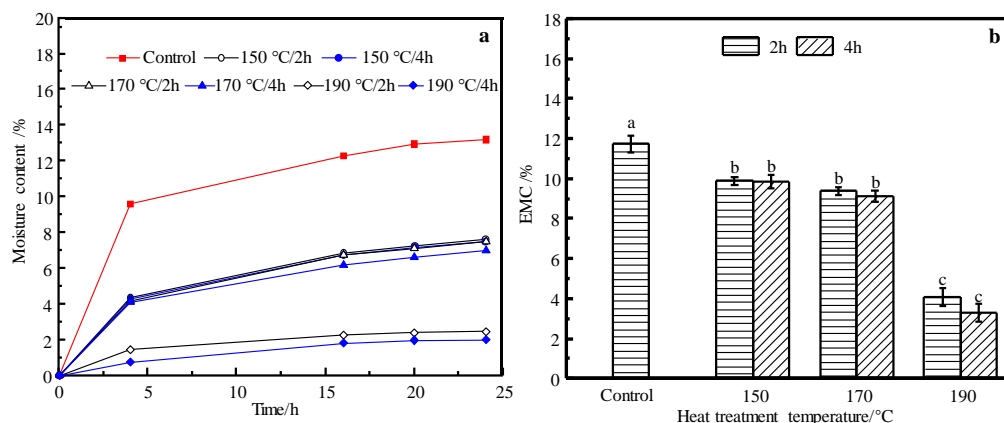 a
Control 150 °C/2h 150 °C/4h
170 °C/2h 170 °C/4h 190 °C/2h 190 °C/4h
Moisture content /%
20
18
16
14
12
10
8
6
4
2
0
0 5 10 15 20 25
Time/h
b
2h 4h
EMC /%
18
16
14
12
10
8
6
4
2
0
a
b b
b b
c c
Control 150 170 190
Heat treatment temperature/°C